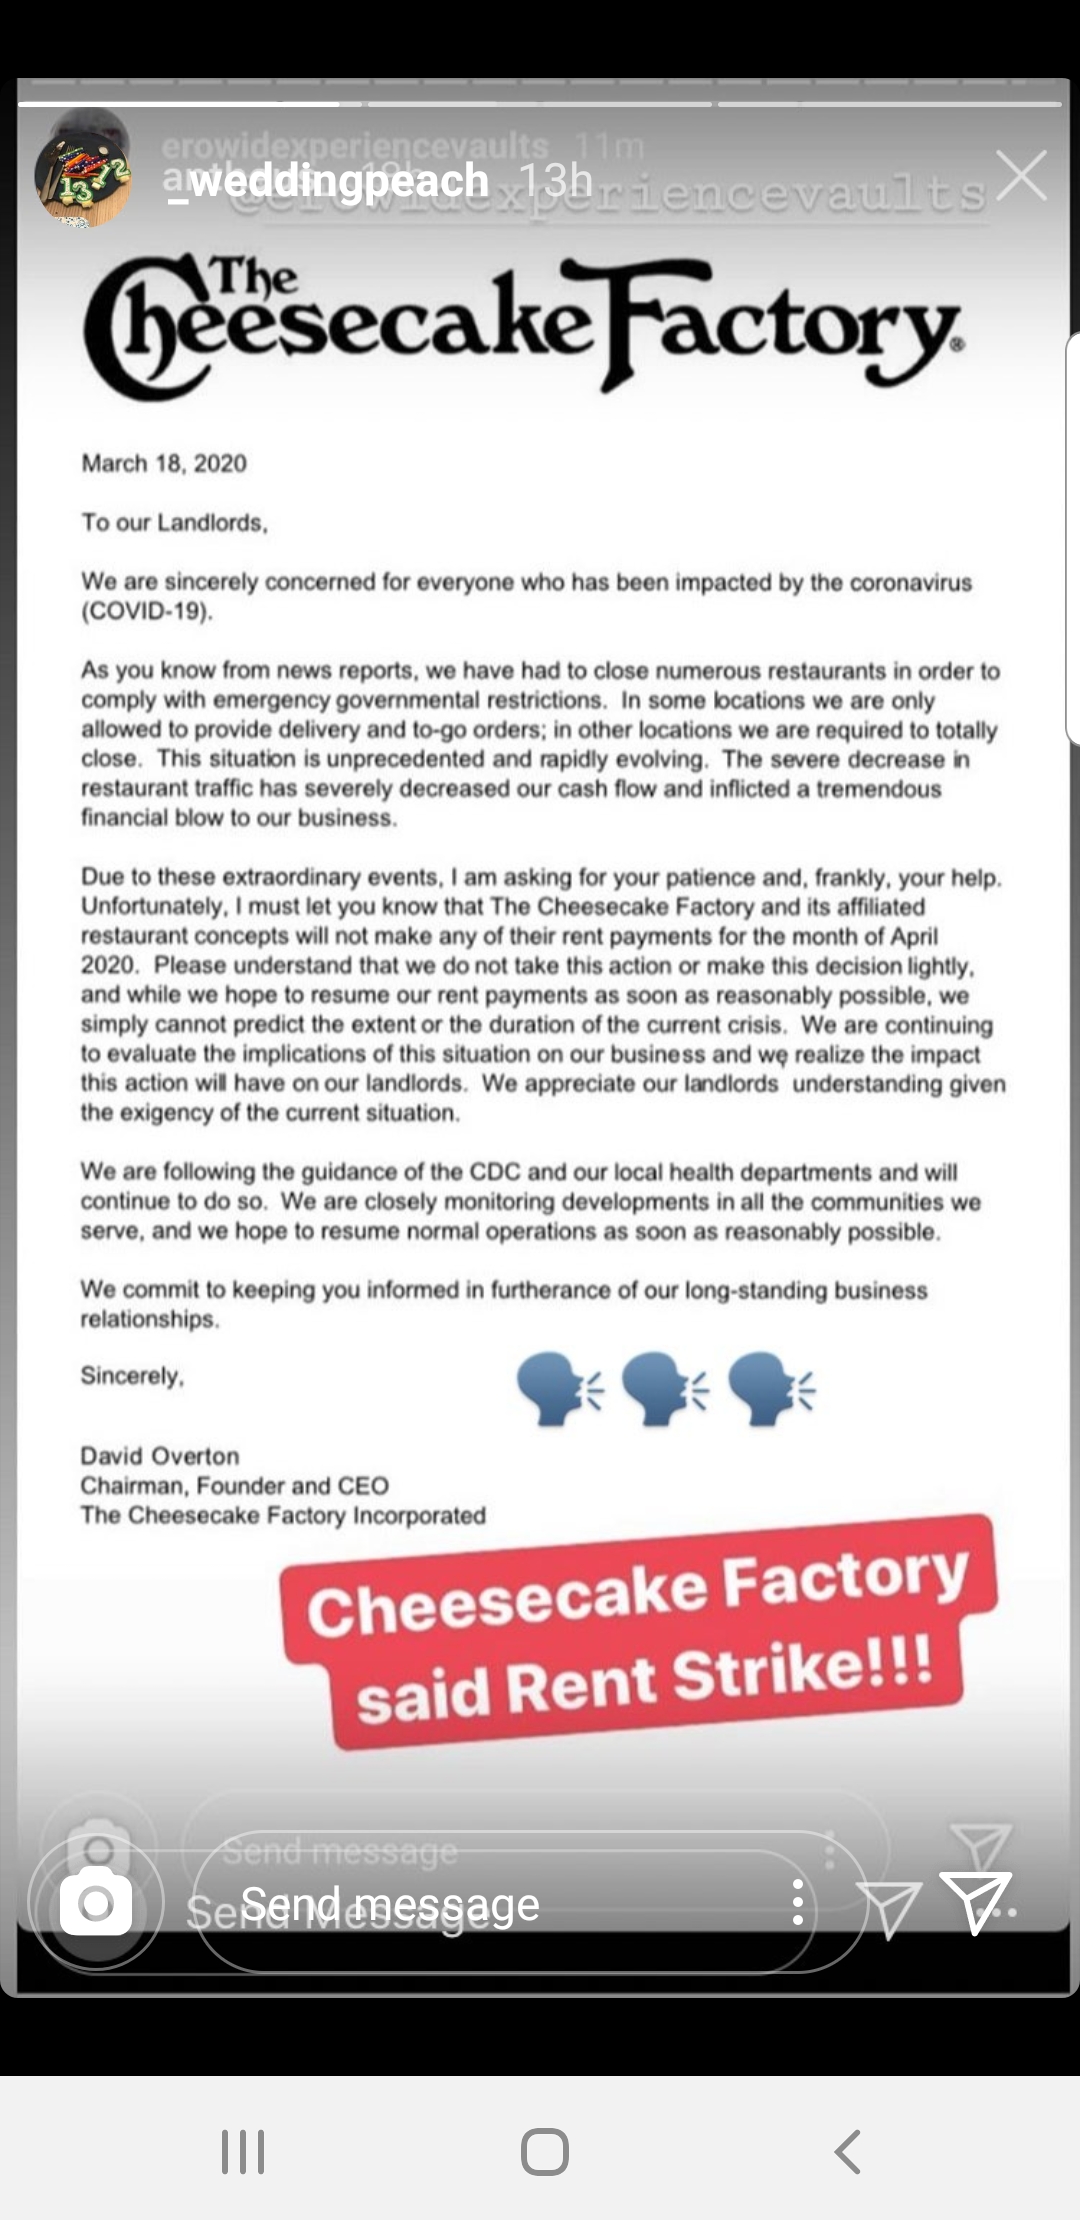 erowidexperiencevaults 11m
_weddingpeach 13h
@erowidexperiencevaults
The
Cheesecake Factory®
March 18, 2020
To our Landlords,
We are sincerely concerned for everyone who has been impacted by the coronavirus
(COVID-19).
As you know from news reports, we have had to close numerous restaurants in order to
comply with emergency governmental restrictions.  In some locations we are only
allowed to provide delivery and to-go orders; in other locations we are required to totally
close.  This situation is unprecedented and rapidly evolving.  The severe decrease in
restaurant traffic has severely decreased our cash flow and inflicted a tremendous
financial blow to our business.
Due to these extraordinary events, I am asking for your patience and, frankly, your help.
Unfortunately, I must let you know that The Cheesecake Factory and its affiliated
restaurant concepts will not make any of their rent payments for the month of April
2020.  Please understand that we do not take this action or make this decision lightly,
and while we hope to resume our rent payments as soon as reasonably possible, we
simply cannot predict the extent or the duration of the current crisis.  We are continuing
to evaluate the implications of this situation on our business and we realize the impact
this action will have on our landlords.  We appreciate our landlords  understanding given
the exigency of the current situation.
We are following the guidance of the CDC and our local health departments and will
continue to do so.  We are closely monitoring developments in all the communities we
serve, and we hope to resume normal operations as soon as reasonably possible.
We commit to keeping you informed in furtherance of our long-standing business
relationships.
Sincerely,
David Overton
Chairman, Founder and CEO
The Cheesecake Factory Incorporated
Cheesecake Factory
said Rent Strike!!!
Send message
Send message
Send Message